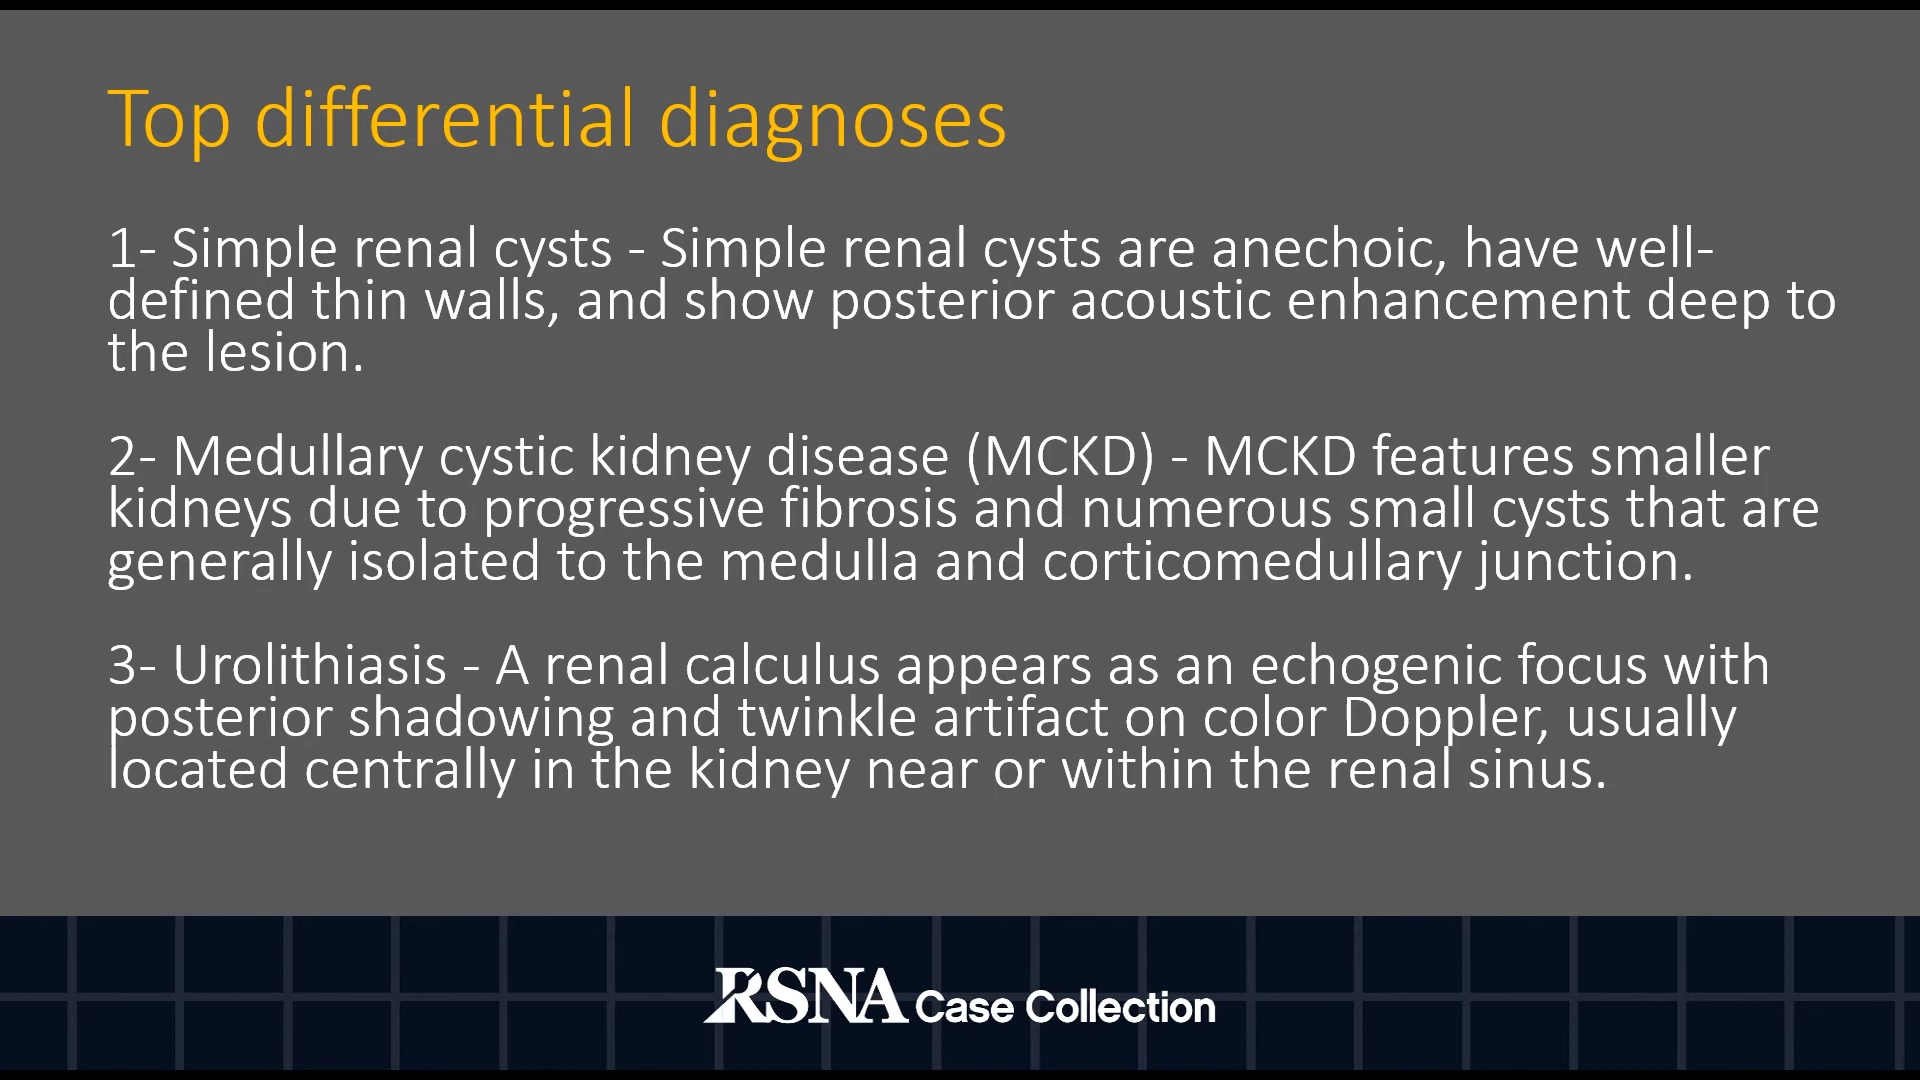 Top differential diagnoses
1- Simple renal cysts - Simple renal cysts are anechoic, have well-
defined thin walls, and show posterior acoustic enhancement deep to
the lesion.
2- Medullary cystic kidney disease (MCKD) - MCKD features smaller
kidneys due to progressive fibrosis and numerous small cysts that are
generally isolated to the medulla and corticomedullary junction.
3- Urolithiasis - A renal calculus appears as an echogenic focus with
posterior shadowing and twinkle artifact on color Doppler, usually
located centrally in the kidney near or within the renal sinus.
RSNA Case Collection